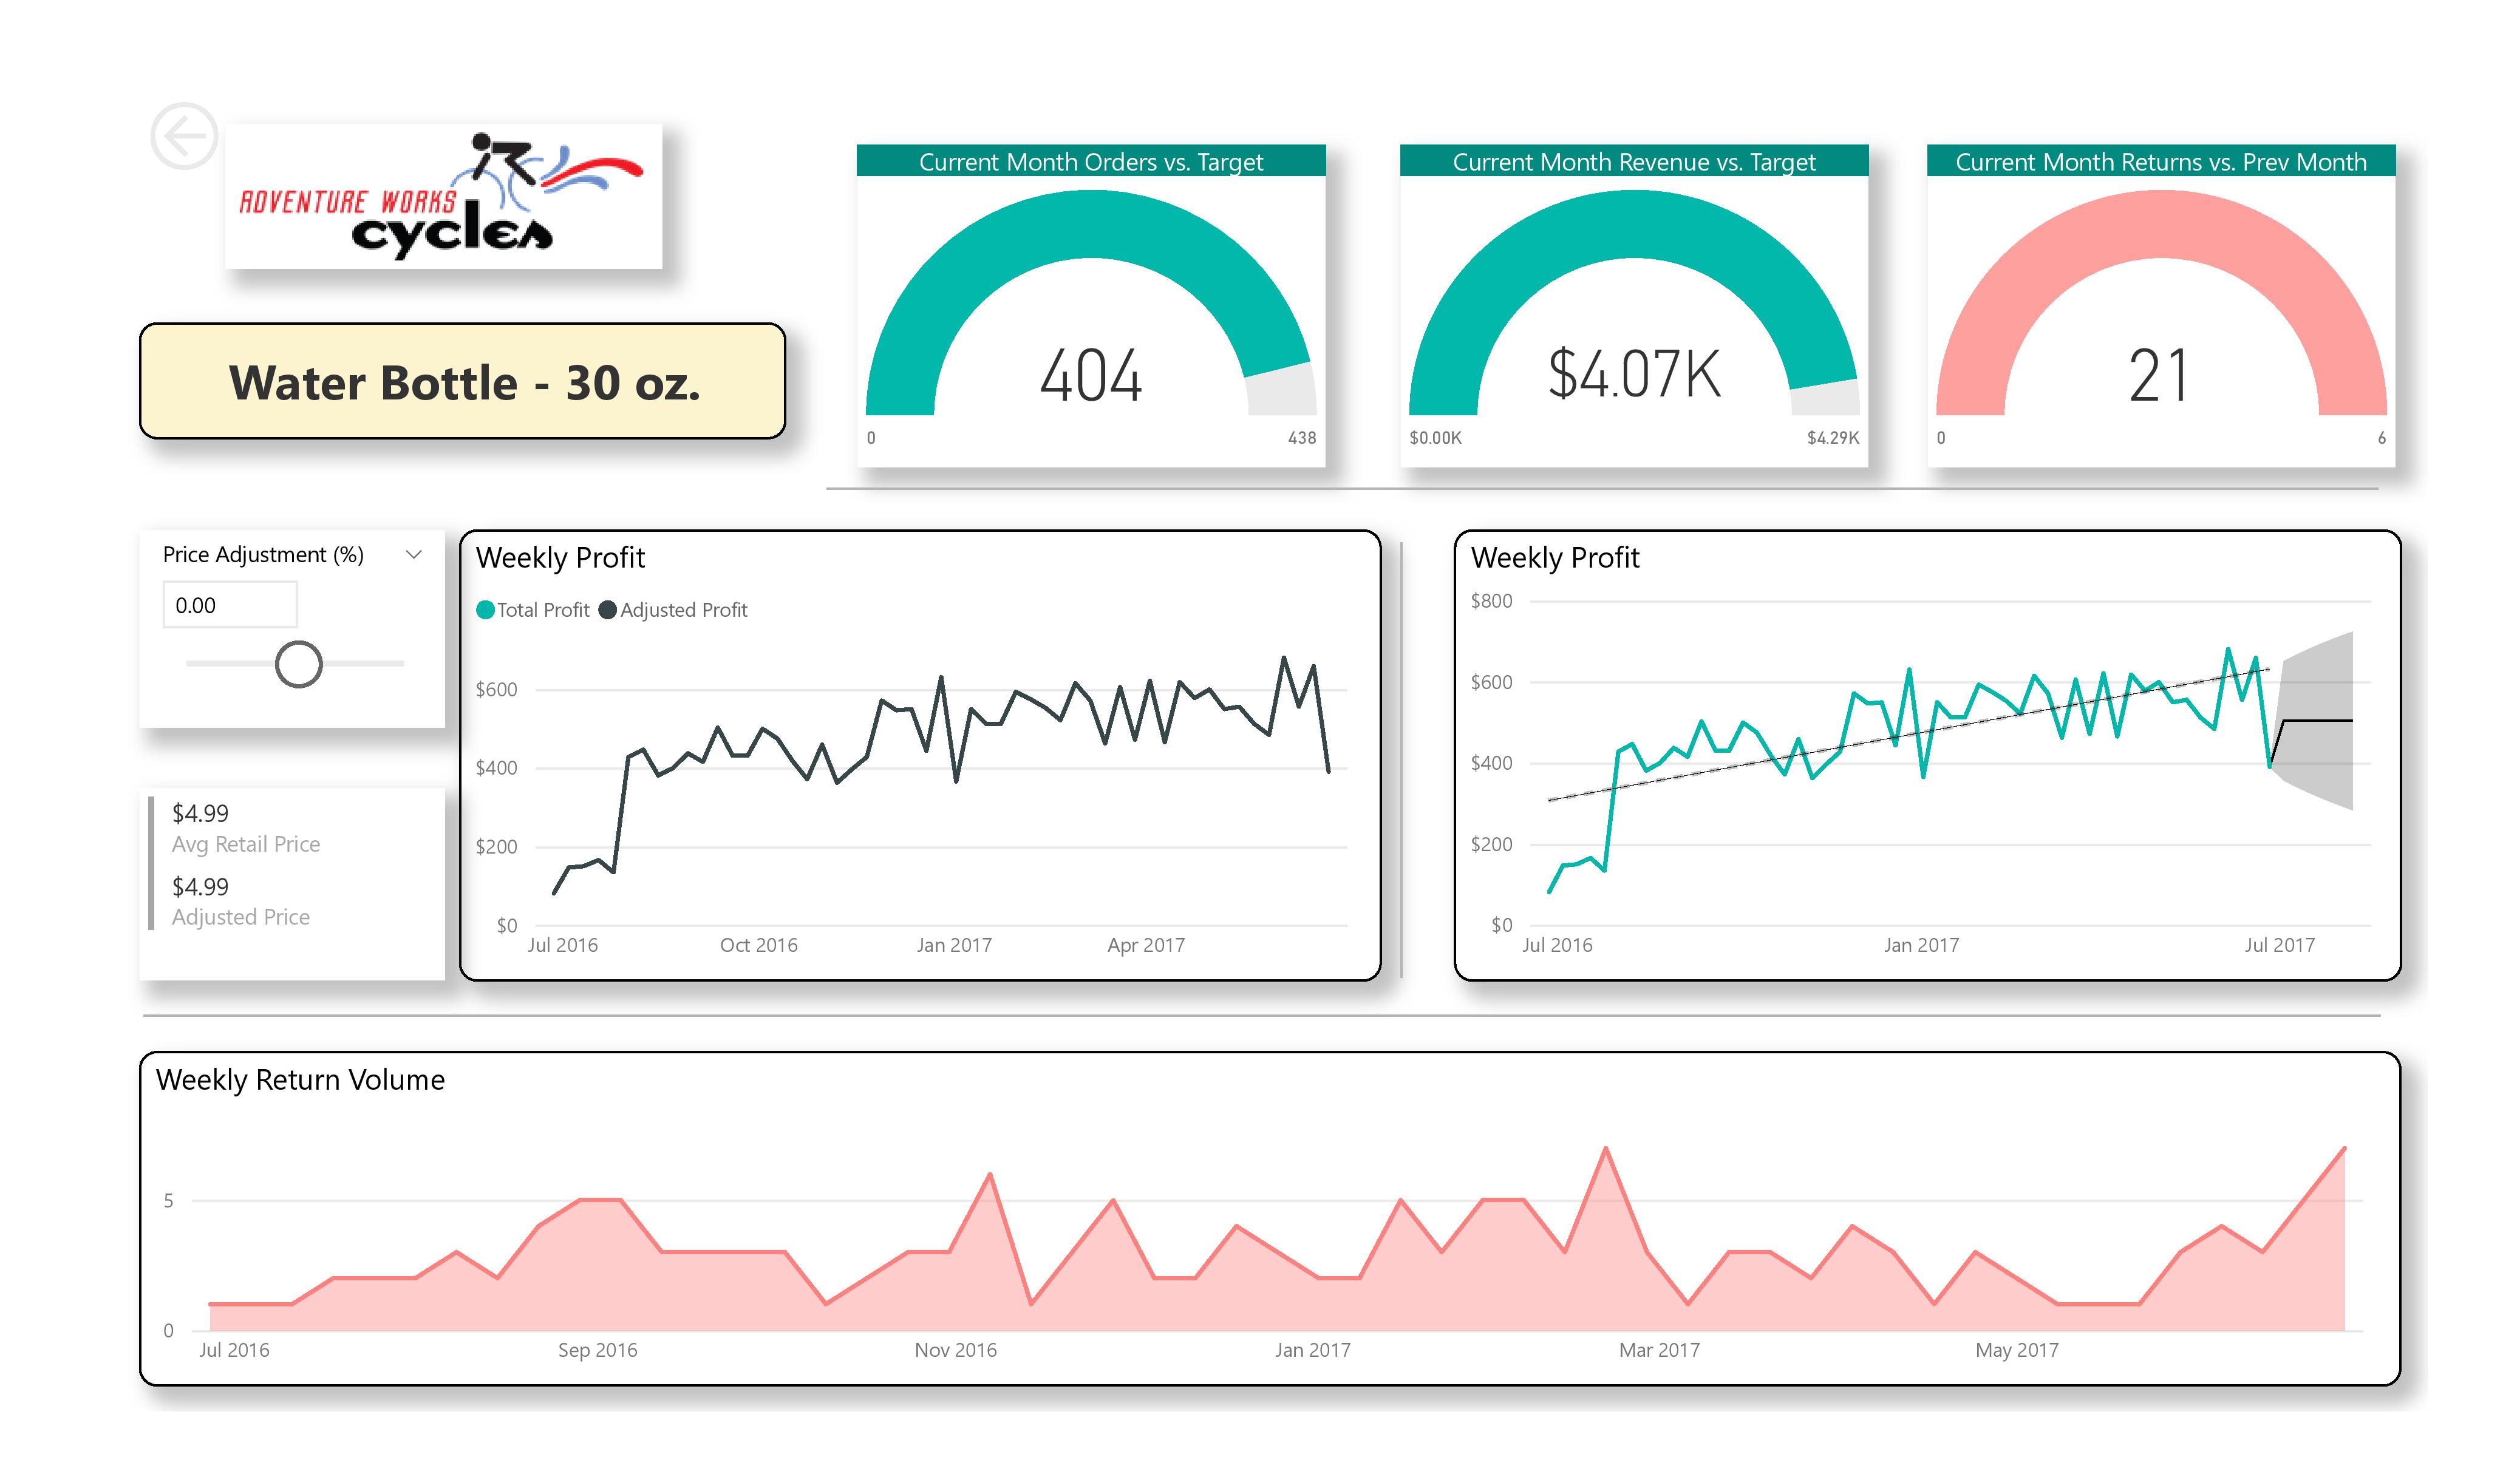 ADVENTURE WORKS
cycles
Water Bottle - 30 oz.
Current Month Orders vs. Target
404
0
438
Current Month Revenue vs. Target
$4.07K
$0.00K
$4.29K
Current Month Returns vs. Prev Month
21
0
6
Price Adjustment (%)
0.00
$4.99
Avg Retail Price
$4.99
Adjusted Price
Weekly Profit
Total Profit Adjusted Profit
$600
$400
$200
$0
Jul 2016 Oct 2016 Jan 2017 Apr 2017
Weekly Profit
$800
$600
$400
$200
$0
Jul 2016 Jan 2017 Jul 2017
Weekly Return Volume
5
0
Jul 2016 Sep 2016 Nov 2016 Jan 2017 Mar 2017 May 2017